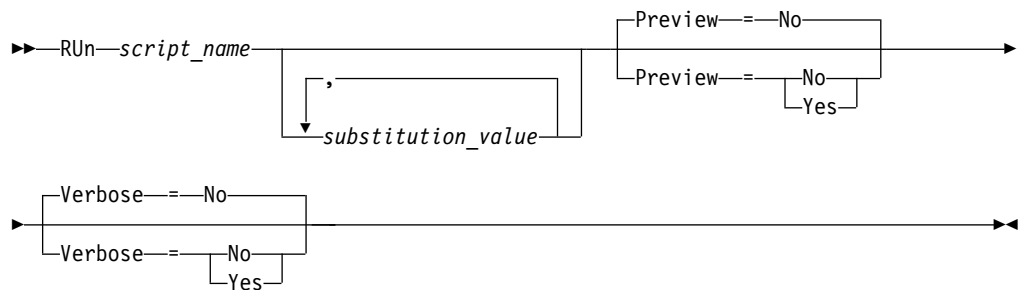 Preview = No
RUn script_name
,
Preview = No
Yes
substitution_value
Verbose = No
Verbose = No
Yes